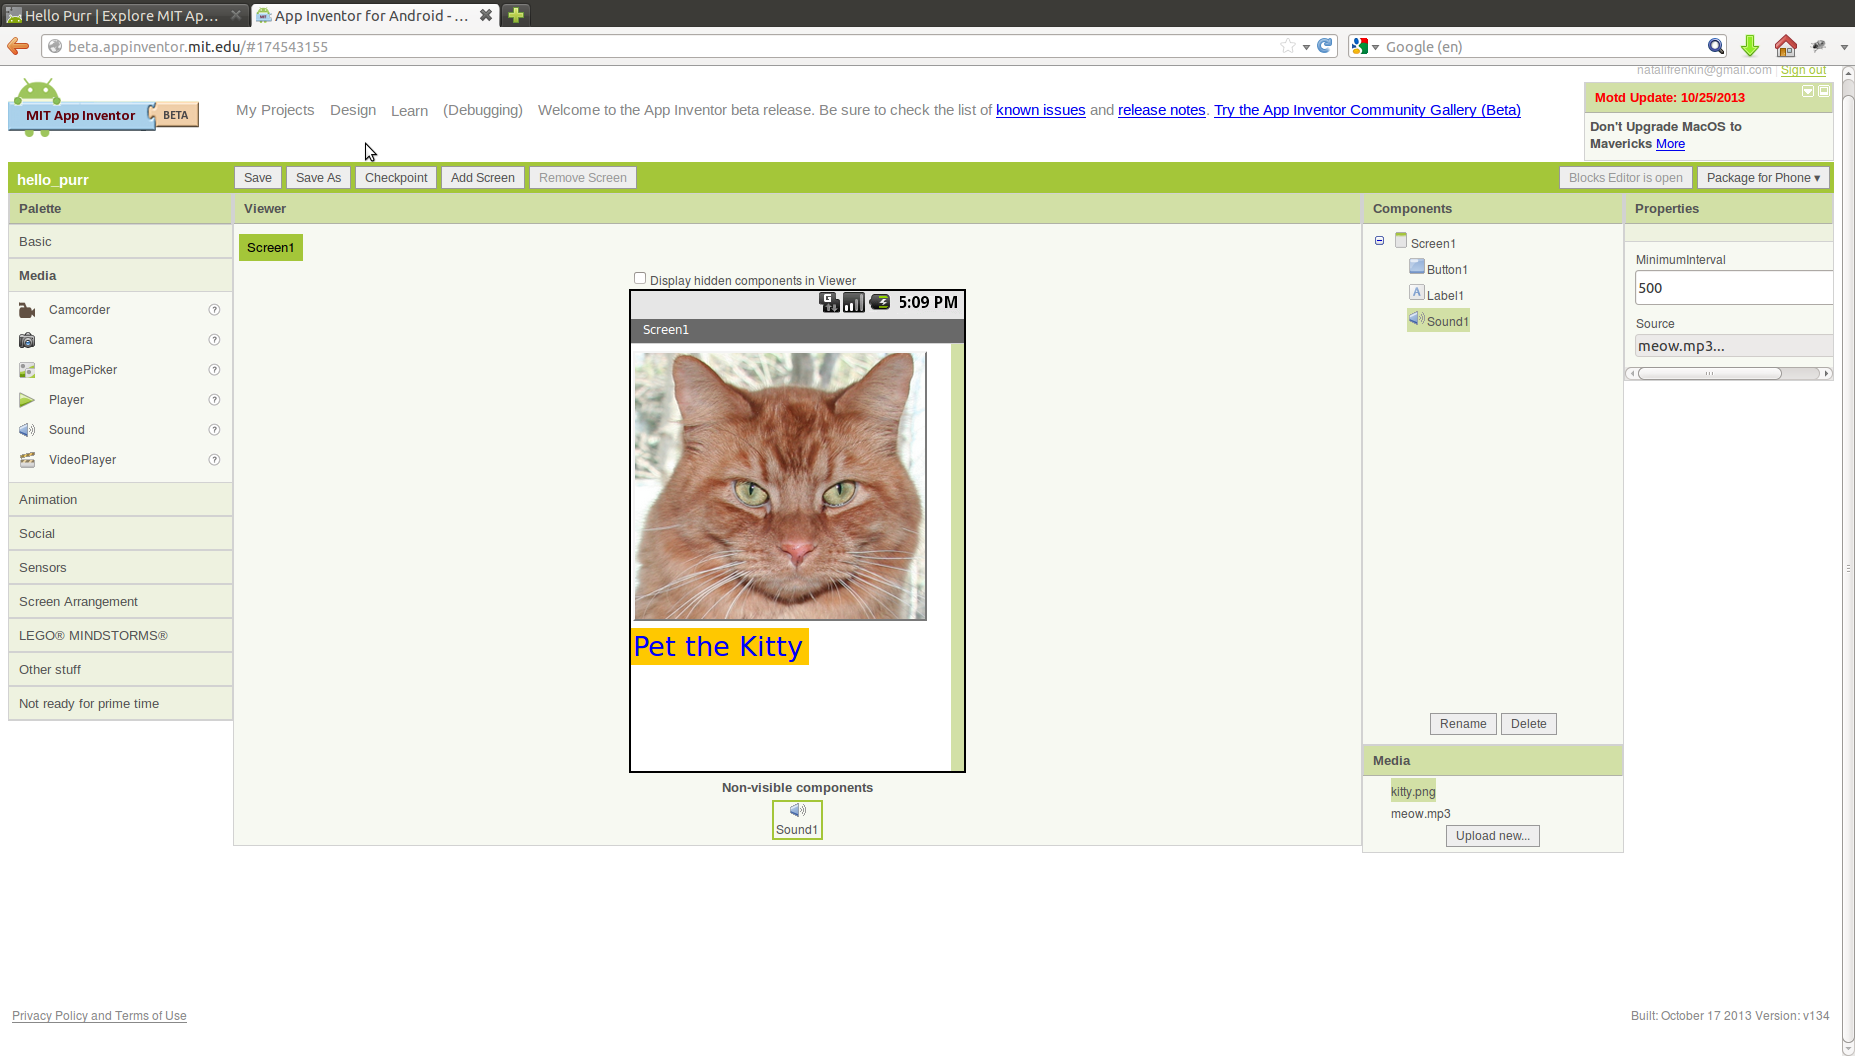 Hello Purr | Explore MIT Ap...
App Inventor for Android - ...
beta.appinventor.mit.edu/#174543155
Google (en)
natalifrenkin@gmail.com | Sign out
MIT App Inventor BETA
My Projects Design Learn (Debugging) Welcome to the App Inventor beta release. Be sure to check the list of known issues and release notes. Try the App Inventor Community Gallery (Beta)
Motd Update: 10/25/2013
Don't Upgrade MacOS to
Mavericks More
hello_purr
Save Save As Checkpoint Add Screen Remove Screen
Blocks Editor is open Package for Phone ▾
Palette
Basic
Media
Camcorder ?
Camera ?
ImagePicker ?
Player ?
Sound ?
VideoPlayer ?
Animation
Social
Sensors
Screen Arrangement
LEGO® MINDSTORMS®
Other stuff
Not ready for prime time
Viewer
Screen1
Display hidden components in Viewer
G 5:09 PM
Screen1
Pet the Kitty
Non-visible components
Sound1
Components
Screen1
Button1
A Label1
Sound1
Rename Delete
Media
kitty.png
meow.mp3
Upload new...
Properties
MinimumInterval
500
Source
meow.mp3...
Privacy Policy and Terms of Use
Built: October 17 2013 Version: v134